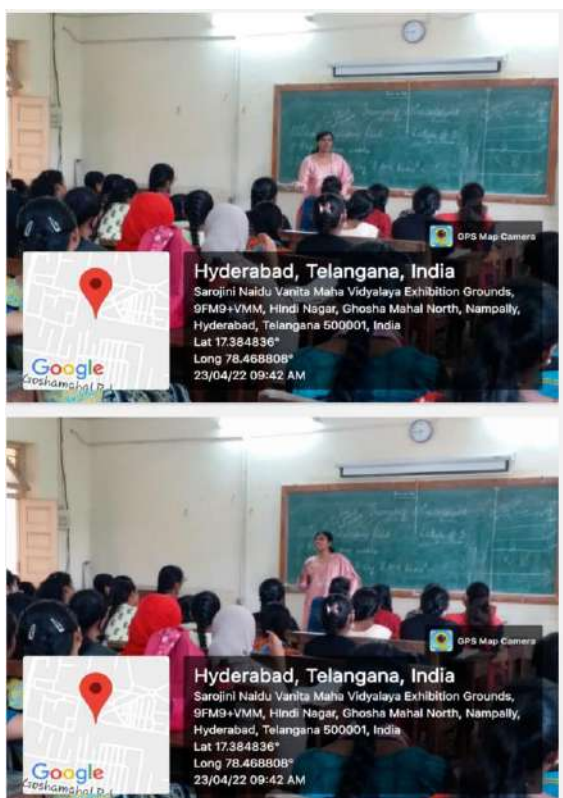 GPS Map Camera
Hyderabad, Telangana, India
Sarojini Naidu Vanita Maha Vidyalaya Exhibition Grounds,
9FM9+VMM, Hindi Nagar, Ghosha Mahal North, Nampally,
Hyderabad, Telangana 500001, India
Lat 17.384836°
Long 78.468808°
23/04/22 09:42 AM
Google
Goshamahal Rd
GPS Map Camera
Hyderabad, Telangana, India
Sarojini Naidu Vanita Maha Vidyalaya Exhibition Grounds,
9FM9+VMM, Hindi Nagar, Ghosha Mahal North, Nampally,
Hyderabad, Telangana 500001, India
Lat 17.384836°
Long 78.468808°
23/04/22 09:42 AM
Google
Goshamahal Rd